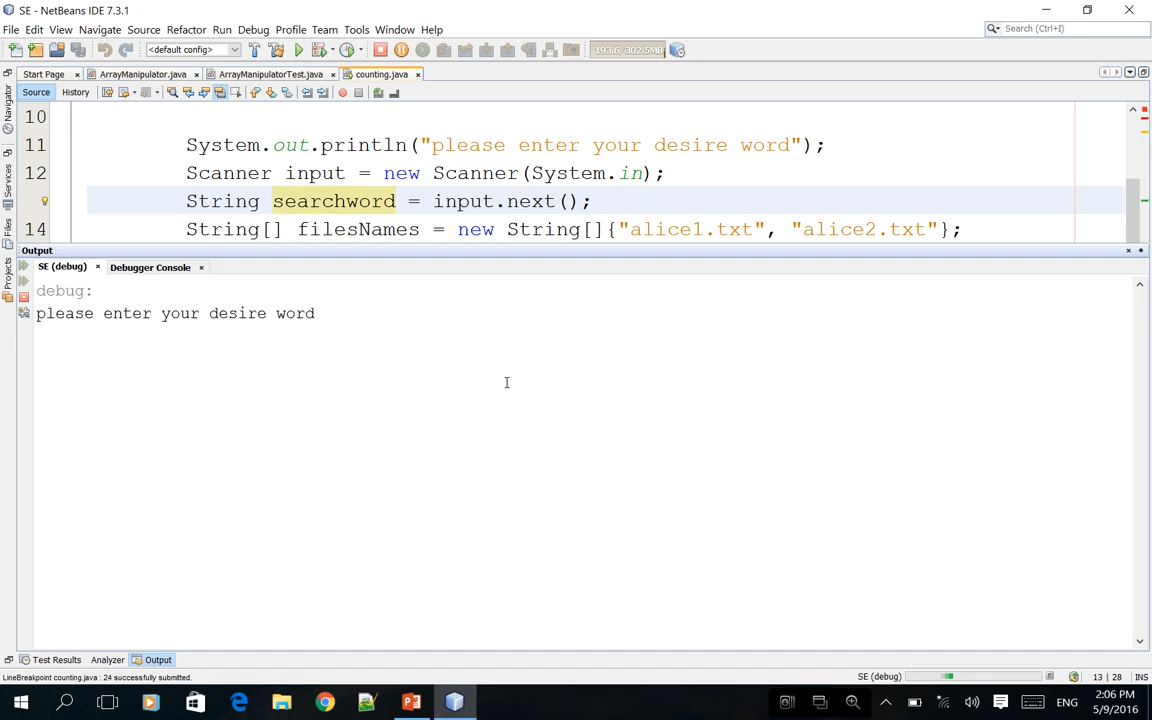 SE - NetBeans IDE 7.3.1
File Edit View Navigate Source Refactor Run Debug Profile Team Tools Window Help
Search (Ctrl+I)
<default config>
193.6/302.5MB
Start Page ArrayManipulator.java ArrayManipulatorTest.java counting.java
Source History
10
11 System.out.println("please enter your desire word");
12 Scanner input = new Scanner(System.in);
String searchword = input.next();
14 String[] filesNames = new String[]{"alice1.txt", "alice2.txt"};
Navigator
Services
Files
Projects
Output
SE (debug) Debugger Console
debug:
please enter your desire word
Test Results Analyzer Output
LineBreakpoint counting.java : 24 successfully submitted.
SE (debug)
13 | 28 INS
ENG
2:06 PM
5/9/2016